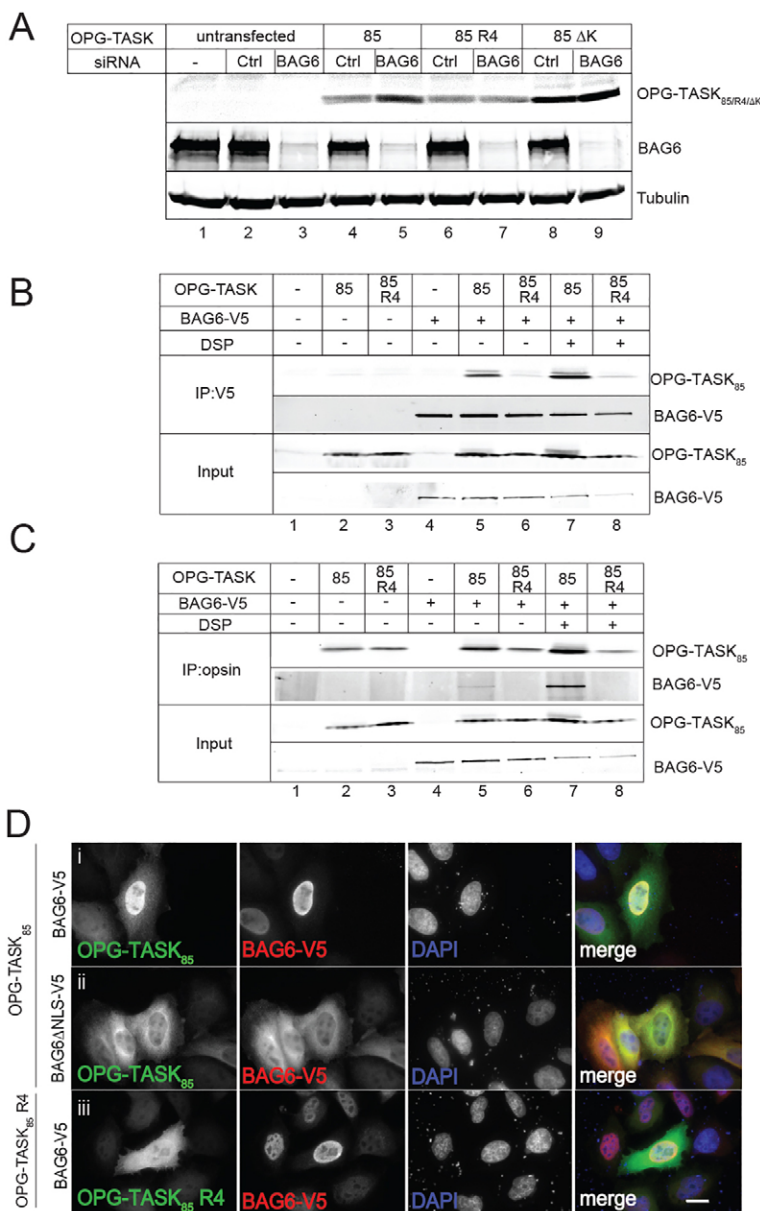 A
OPG-TASK untransfected 85 85 R4 85 ΔK
siRNA - Ctrl BAG6 Ctrl BAG6 Ctrl BAG6 Ctrl BAG6
OPG-TASK85/R4/ΔK
BAG6
Tubulin
1 2 3 4 5 6 7 8 9
B
OPG-TASK - 85 85 R4 - 85 85 R4 85 85 R4
BAG6-V5 - - - + + + + +
DSP - - - - - - + +
IP:V5
OPG-TASK85
BAG6-V5
Input
OPG-TASK85
BAG6-V5
1 2 3 4 5 6 7 8
C
OPG-TASK - 85 85 R4 - 85 85 R4 85 85 R4
BAG6-V5 - - - + + + + +
DSP - - - - - - + +
IP:opsin
OPG-TASK85
BAG6-V5
Input
OPG-TASK85
BAG6-V5
1 2 3 4 5 6 7 8
D
OPG-TASK85
BAG6-V5
i
OPG-TASK85 BAG6-V5 DAPI merge
BAG6ΔNLS-V5
ii
OPG-TASK85 BAG6-V5 DAPI merge
OPG-TASK85 R4
BAG6-V5
iii
OPG-TASK85 R4 BAG6-V5 DAPI merge